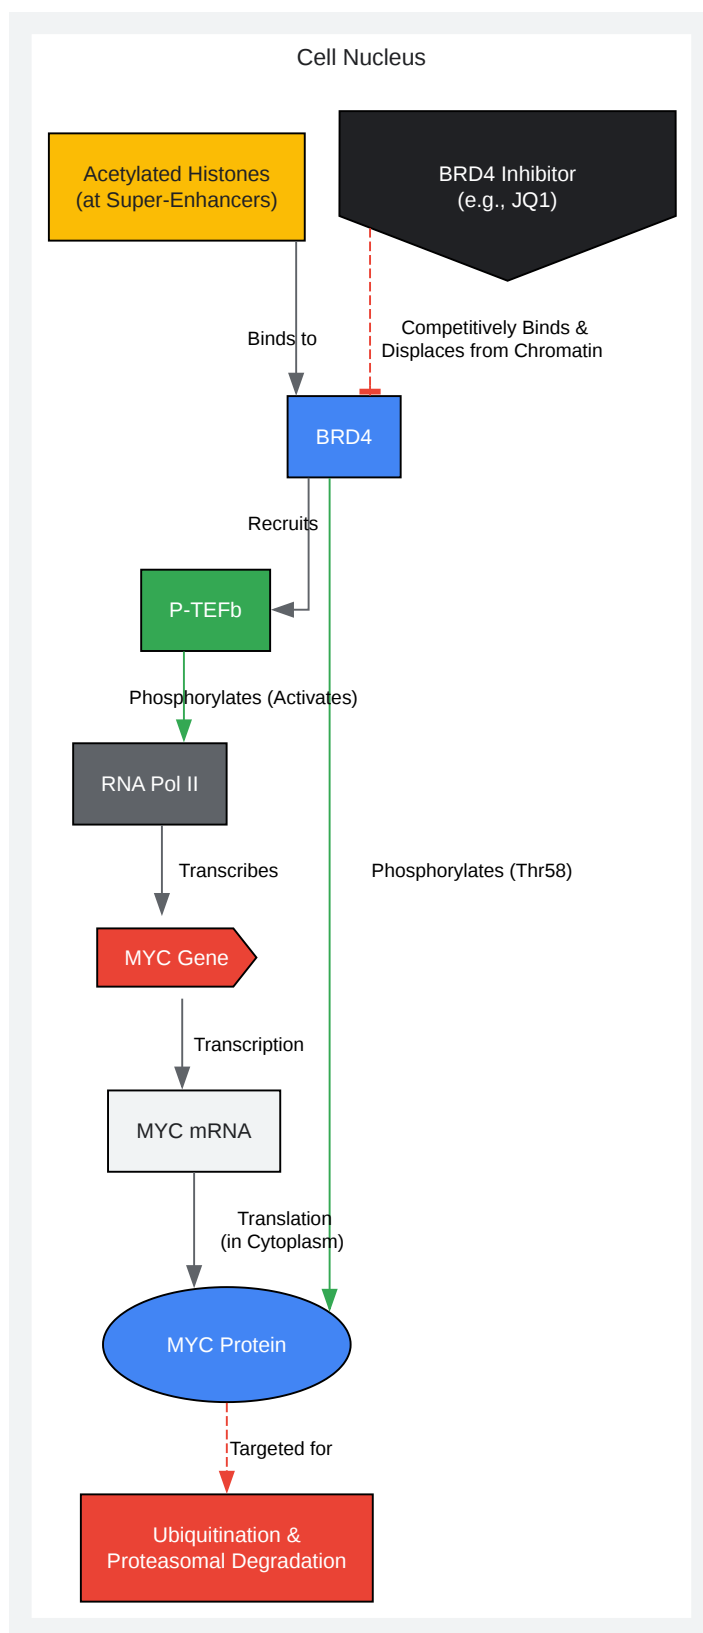 Cell Nucleus
Acetylated Histones
(at Super-Enhancers)
BRD4 Inhibitor
(e.g., JQ1)
Binds to
Competitively Binds &
Displaces from Chromatin
BRD4
Recruits
P-TEFb
Phosphorylates (Activates)
RNA Pol II
Transcribes
Phosphorylates (Thr58)
MYC Gene
Transcription
MYC mRNA
Translation
(in Cytoplasm)
MYC Protein
Targeted for
Ubiquitination &
Proteasomal Degradation